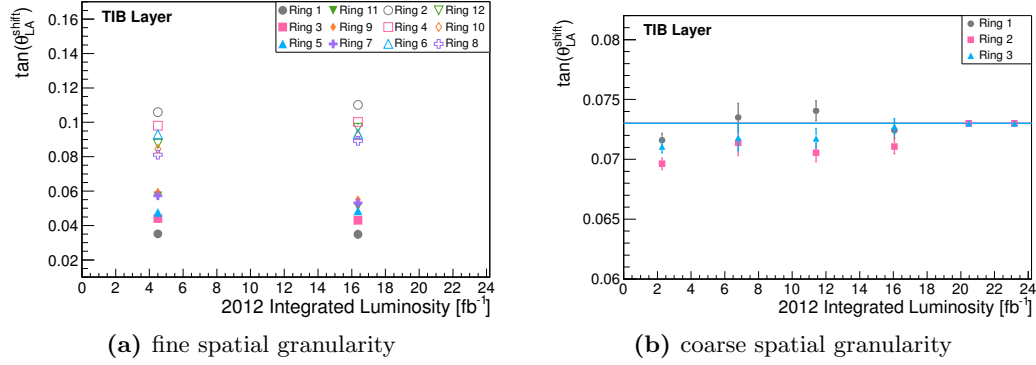 tan(θ_LA^shift)
0.16
0.14
0.12
0.1
0.08
0.06
0.04
0.02
TIB Layer
Ring 1 Ring 11 Ring 2 Ring 12
Ring 3 Ring 9 Ring 4 Ring 10
Ring 5 Ring 7 Ring 6 Ring 8
0 2 4 6 8 10 12 14 16 18 20 22 24
2012 Integrated Luminosity [fb⁻¹]
(a) fine spatial granularity
tan(θ_LA^shift)
0.08
0.075
0.07
0.065
0.06
TIB Layer
Ring 1
Ring 2
Ring 3
0 2 4 6 8 10 12 14 16 18 20 22 24
2012 Integrated Luminosity [fb⁻¹]
(b) coarse spatial granularity